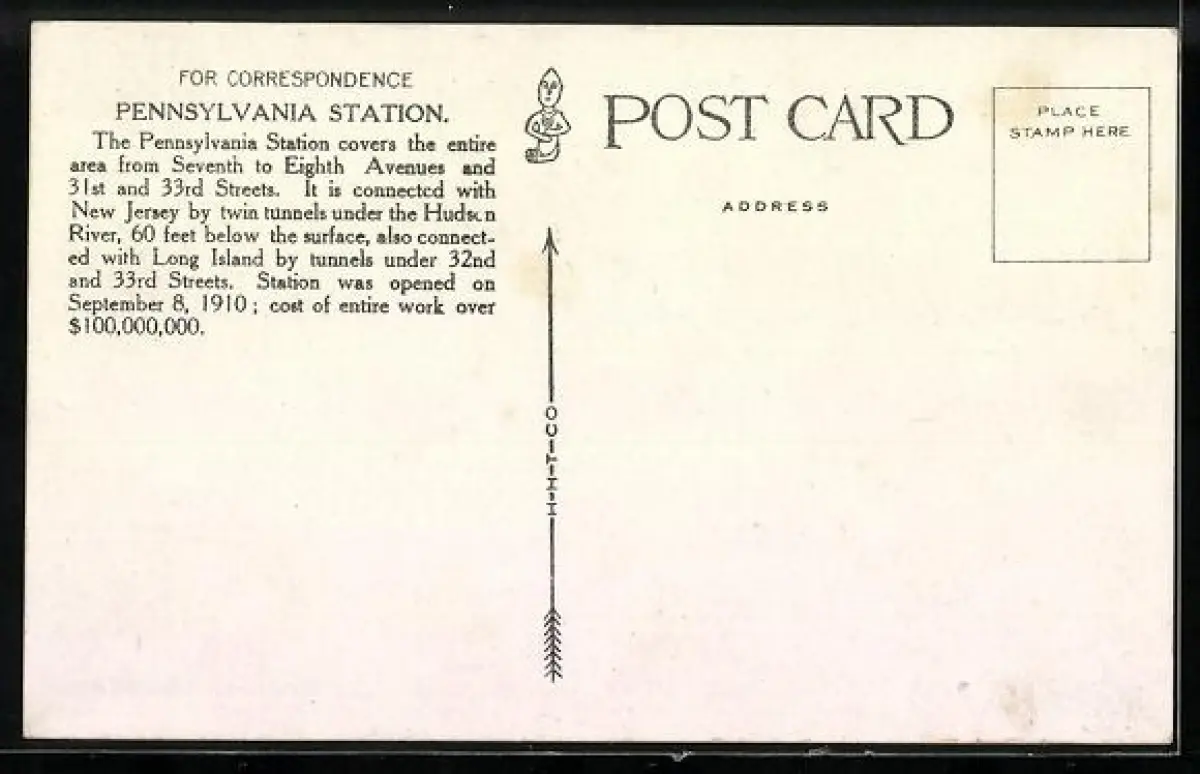 FOR CORRESPONDENCE
PENNSYLVANIA STATION.
The Pennsylvania Station covers the entire
area from Seventh to Eighth Avenues and
31st and 33rd Streets. It is connected with
New Jersey by twin tunnels under the Hudson
River, 60 feet below the surface, also connect-
ed with Long Island by tunnels under 32nd
and 33rd Streets. Station was opened on
September 8, 1910; cost of entire work over
$100,000,000.
H-H-T-CO
POST CARD
ADDRESS
PLACE
STAMP HERE